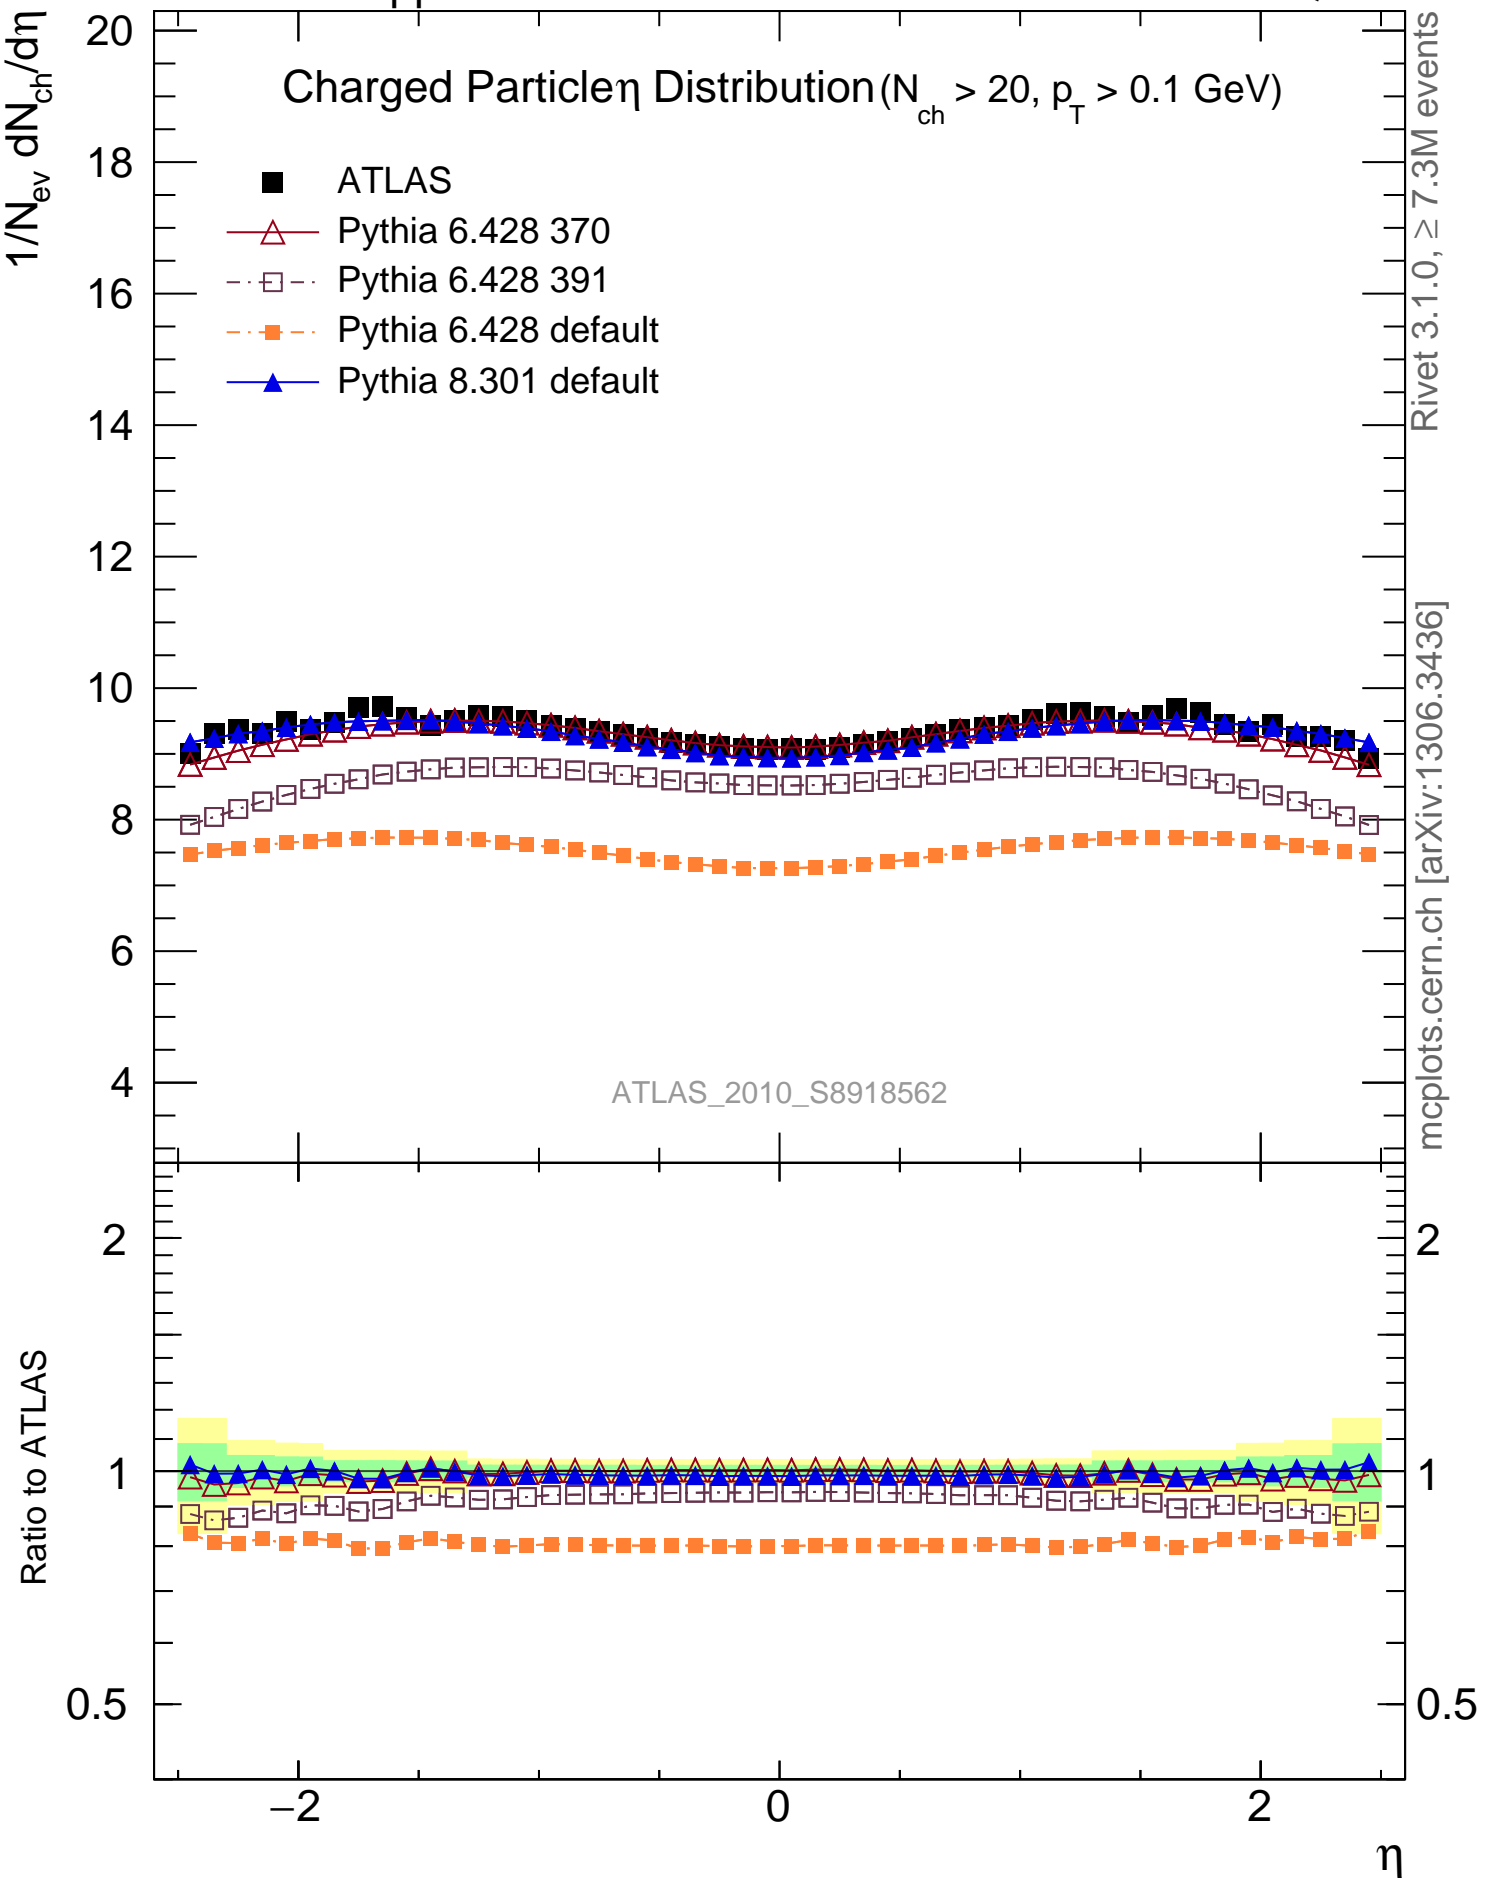 pp
1/N_ev dN_ch/dη
Charged Particleη Distribution (N_ch > 20, p_T > 0.1 GeV)
ATLAS
Pythia 6.428 370
Pythia 6.428 391
Pythia 6.428 default
Pythia 8.301 default
20
18
16
14
12
10
8
6
4
ATLAS_2010_S8918562
Rivet 3.1.0, ≥ 7.3M events
mcplots.cern.ch [arXiv:1306.3436]
Ratio to ATLAS
2
1
0.5
2
1
0.5
−2
0
2
η